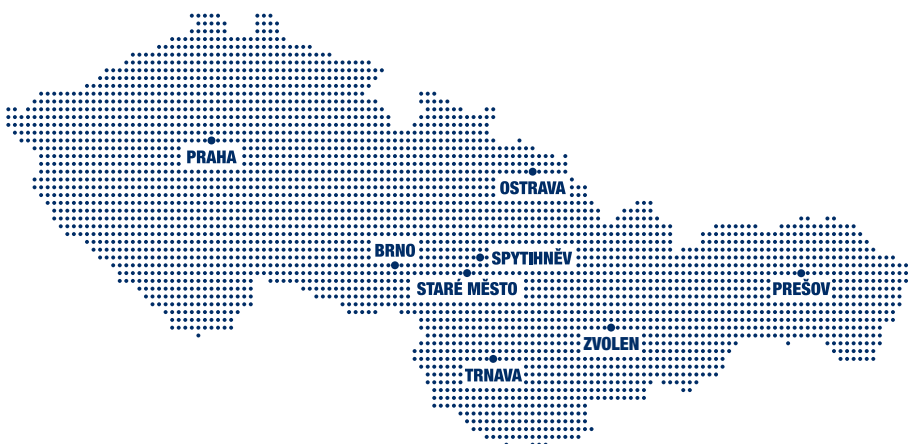 PRAHA
OSTRAVA
BRNO
SPYTIHNĚV
STARÉ MĚSTO
PREŠOV
ZVOLEN
TRNAVA